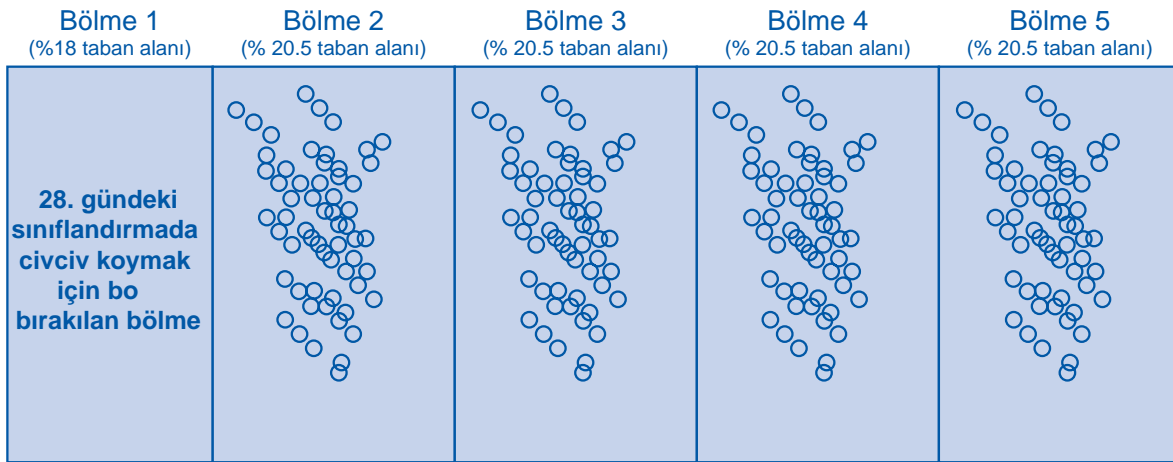 Bölme 1
(%18 taban alanı)
Bölme 2
(% 20.5 taban alanı)
Bölme 3
(% 20.5 taban alanı)
Bölme 4
(% 20.5 taban alanı)
Bölme 5
(% 20.5 taban alanı)
28. gündeki
sınıflandırmada
civciv koymak
için bo
bırakılan bölme